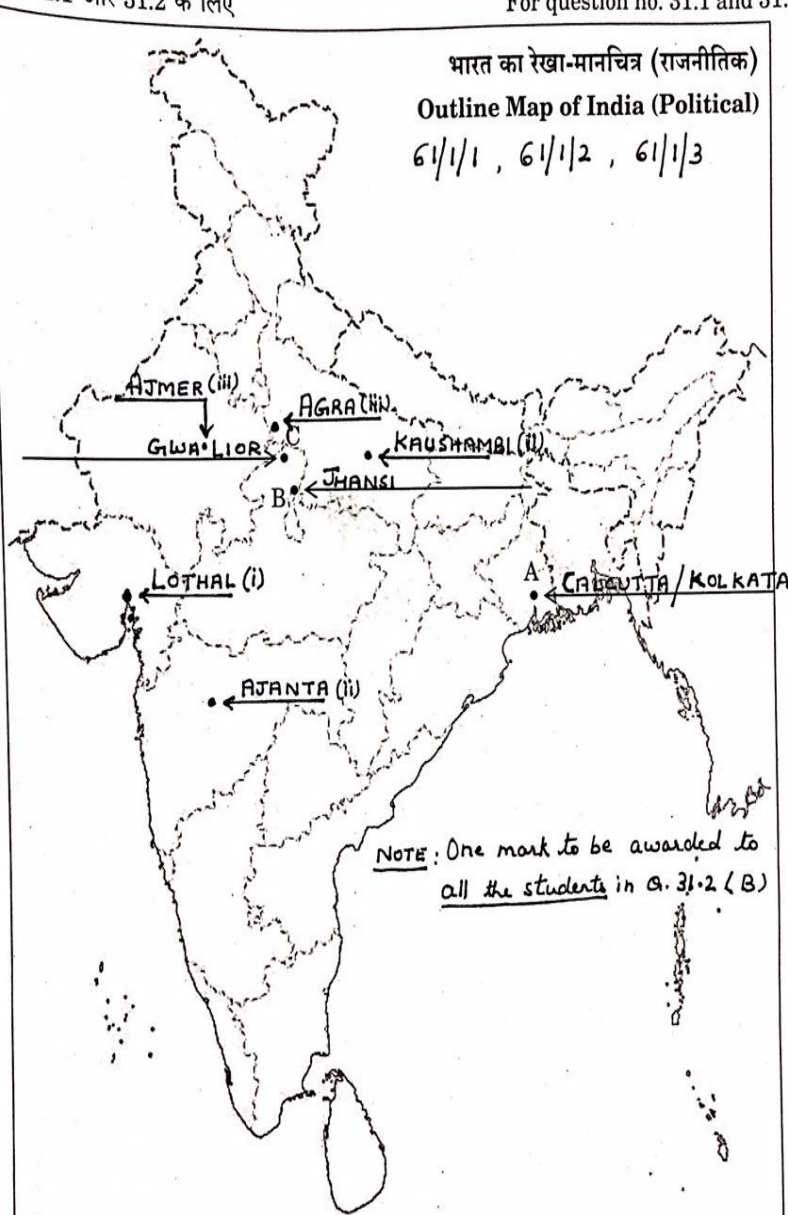 और 31.2 के लिए
For question no. 31.1 and 31.
भारत का रेखा-मानचित्र (राजनीतिक)
Outline Map of India (Political)
61/1/1 , 61/1/2 , 61/1/3
AJMER (iii)
AGRA (iii)
C
GWALIOR
KAUSHAMBI (ii)
B
JHANSI
LOTHAL (i)
A
CALCUTTA / KOLKATA
AJANTA (ii)
NOTE : One mark to be awarded to
all the students in Q. 31.2 (B)